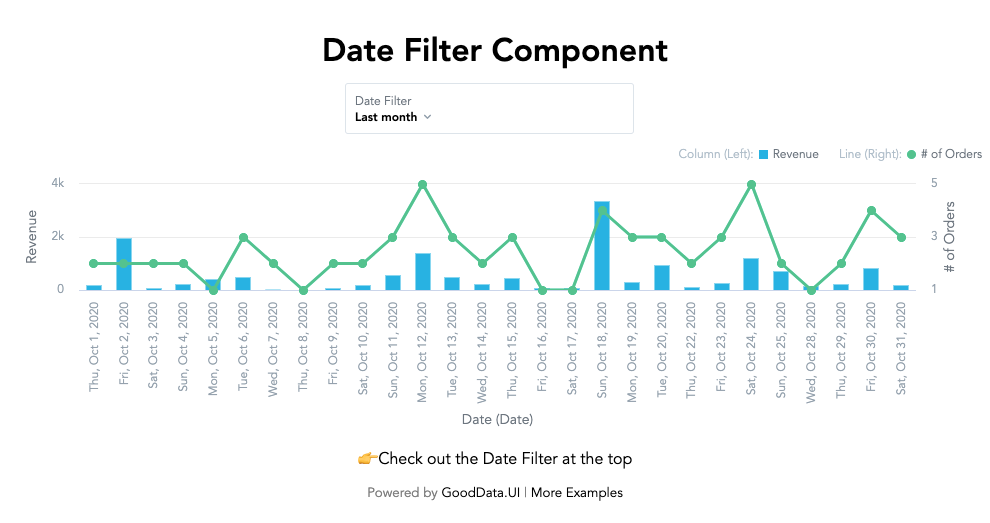 Date Filter Component
Date Filter
Last month
Column (Left): Revenue Line (Right): # of Orders
4k
2k
0
Revenue
5
3
1
# of Orders
Thu, Oct 1, 2020
Fri, Oct 2, 2020
Sat, Oct 3, 2020
Sun, Oct 4, 2020
Mon, Oct 5, 2020
Tue, Oct 6, 2020
Wed, Oct 7, 2020
Thu, Oct 8, 2020
Fri, Oct 9, 2020
Sat, Oct 10, 2020
Sun, Oct 11, 2020
Mon, Oct 12, 2020
Tue, Oct 13, 2020
Wed, Oct 14, 2020
Thu, Oct 15, 2020
Fri, Oct 16, 2020
Sat, Oct 17, 2020
Sun, Oct 18, 2020
Mon, Oct 19, 2020
Tue, Oct 20, 2020
Thu, Oct 22, 2020
Fri, Oct 23, 2020
Sat, Oct 24, 2020
Sun, Oct 25, 2020
Wed, Oct 28, 2020
Thu, Oct 29, 2020
Fri, Oct 30, 2020
Sat, Oct 31, 2020
Date (Date)
👉Check out the Date Filter at the top
Powered by GoodData.UI | More Examples